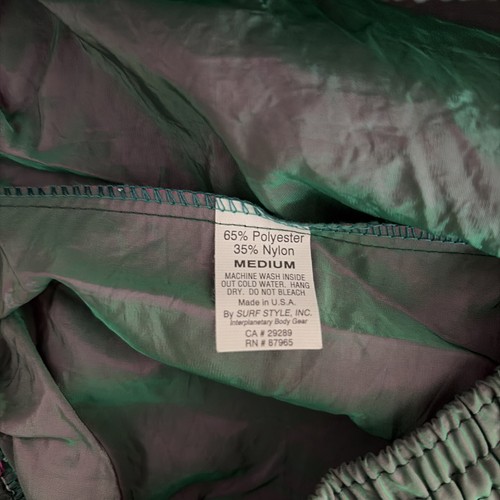 65% Polyester
35% Nylon
MEDIUM
MACHINE WASH INSIDE
OUT COLD WATER. HANG
DRY. DO NOT BLEACH
Made in U.S.A.
By SURF STYLE, INC.
Interplanetary Body Gear
CA # 29289
RN # 67965